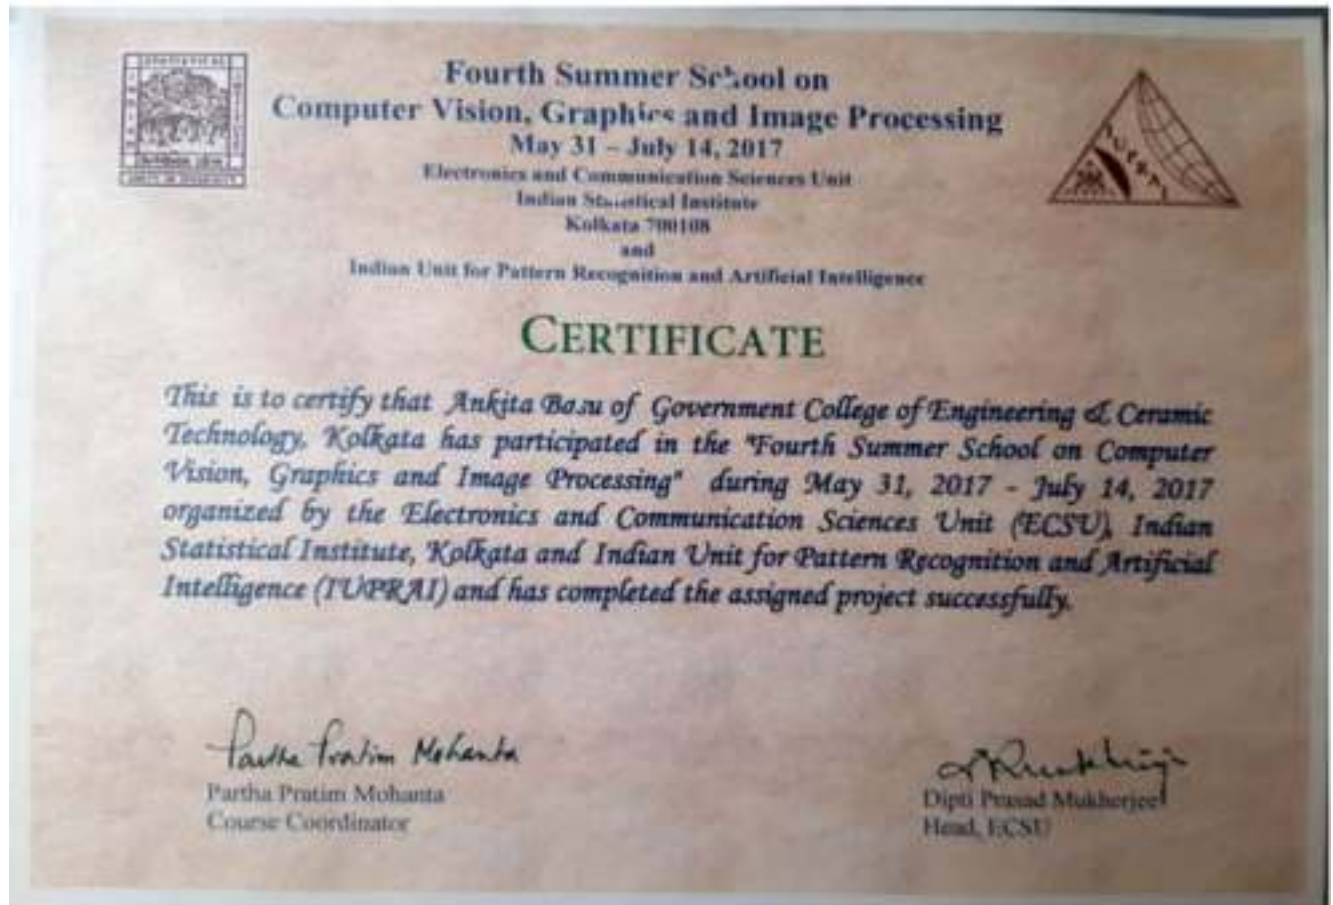 Fourth Summer School on
Computer Vision, Graphics and Image Processing
May 31 – July 14, 2017
Electronics and Communication Sciences Unit
Indian Statistical Institute
Kolkata 700108
and
Indian Unit for Pattern Recognition and Artificial Intelligence
IUPRAI
CERTIFICATE
This is to certify that Ankita Basu of Government College of Engineering & Ceramic
Technology, Kolkata has participated in the "Fourth Summer School on Computer
Vision, Graphics and Image Processing" during May 31, 2017 - July 14, 2017
organized by the Electronics and Communication Sciences Unit (ECSU), Indian
Statistical Institute, Kolkata and Indian Unit for Pattern Recognition and Artificial
Intelligence (IUPRAI) and has completed the assigned project successfully.
Partha Pratim Mohanta
Partha Pratim Mohanta
Course Coordinator
Dipti Prasad Mukherjee
Head, ECSU